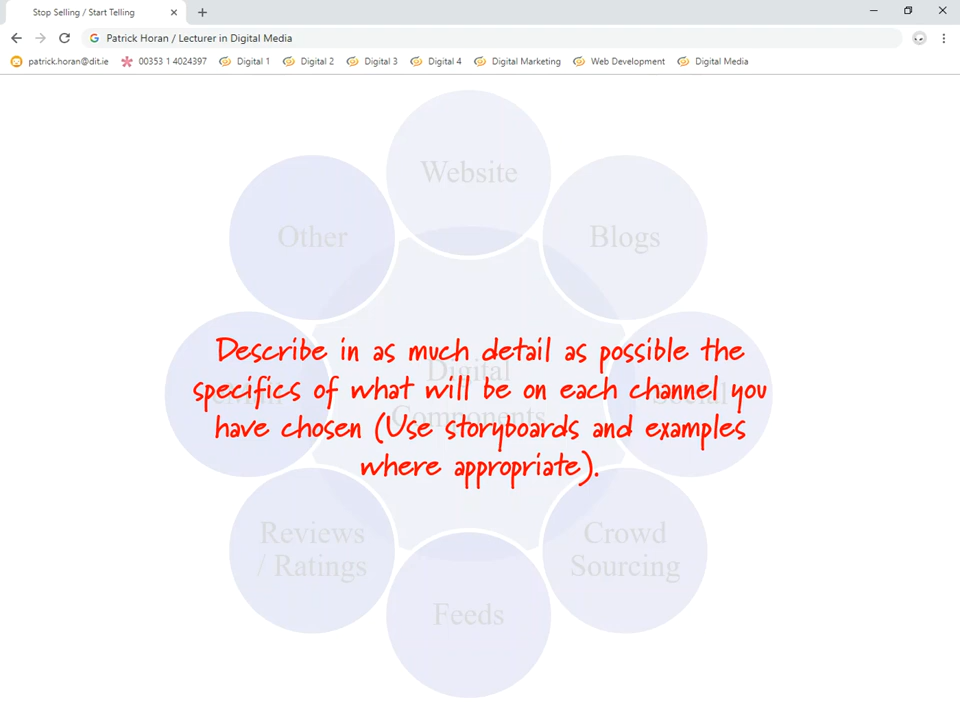 Stop Selling / Start Telling
Patrick Horan / Lecturer in Digital Media
patrick.horan@dit.ie 00353 1 4024397 Digital 1 Digital 2 Digital 3 Digital 4 Digital Marketing Web Development Digital Media
Website
Other
Blogs
Describe in as much detail as possible the
specifics of what will be on each channel you
have chosen (Use storyboards and examples
where appropriate).
Digital
Components
Social
Reviews
/ Ratings
Crowd
Sourcing
Feeds